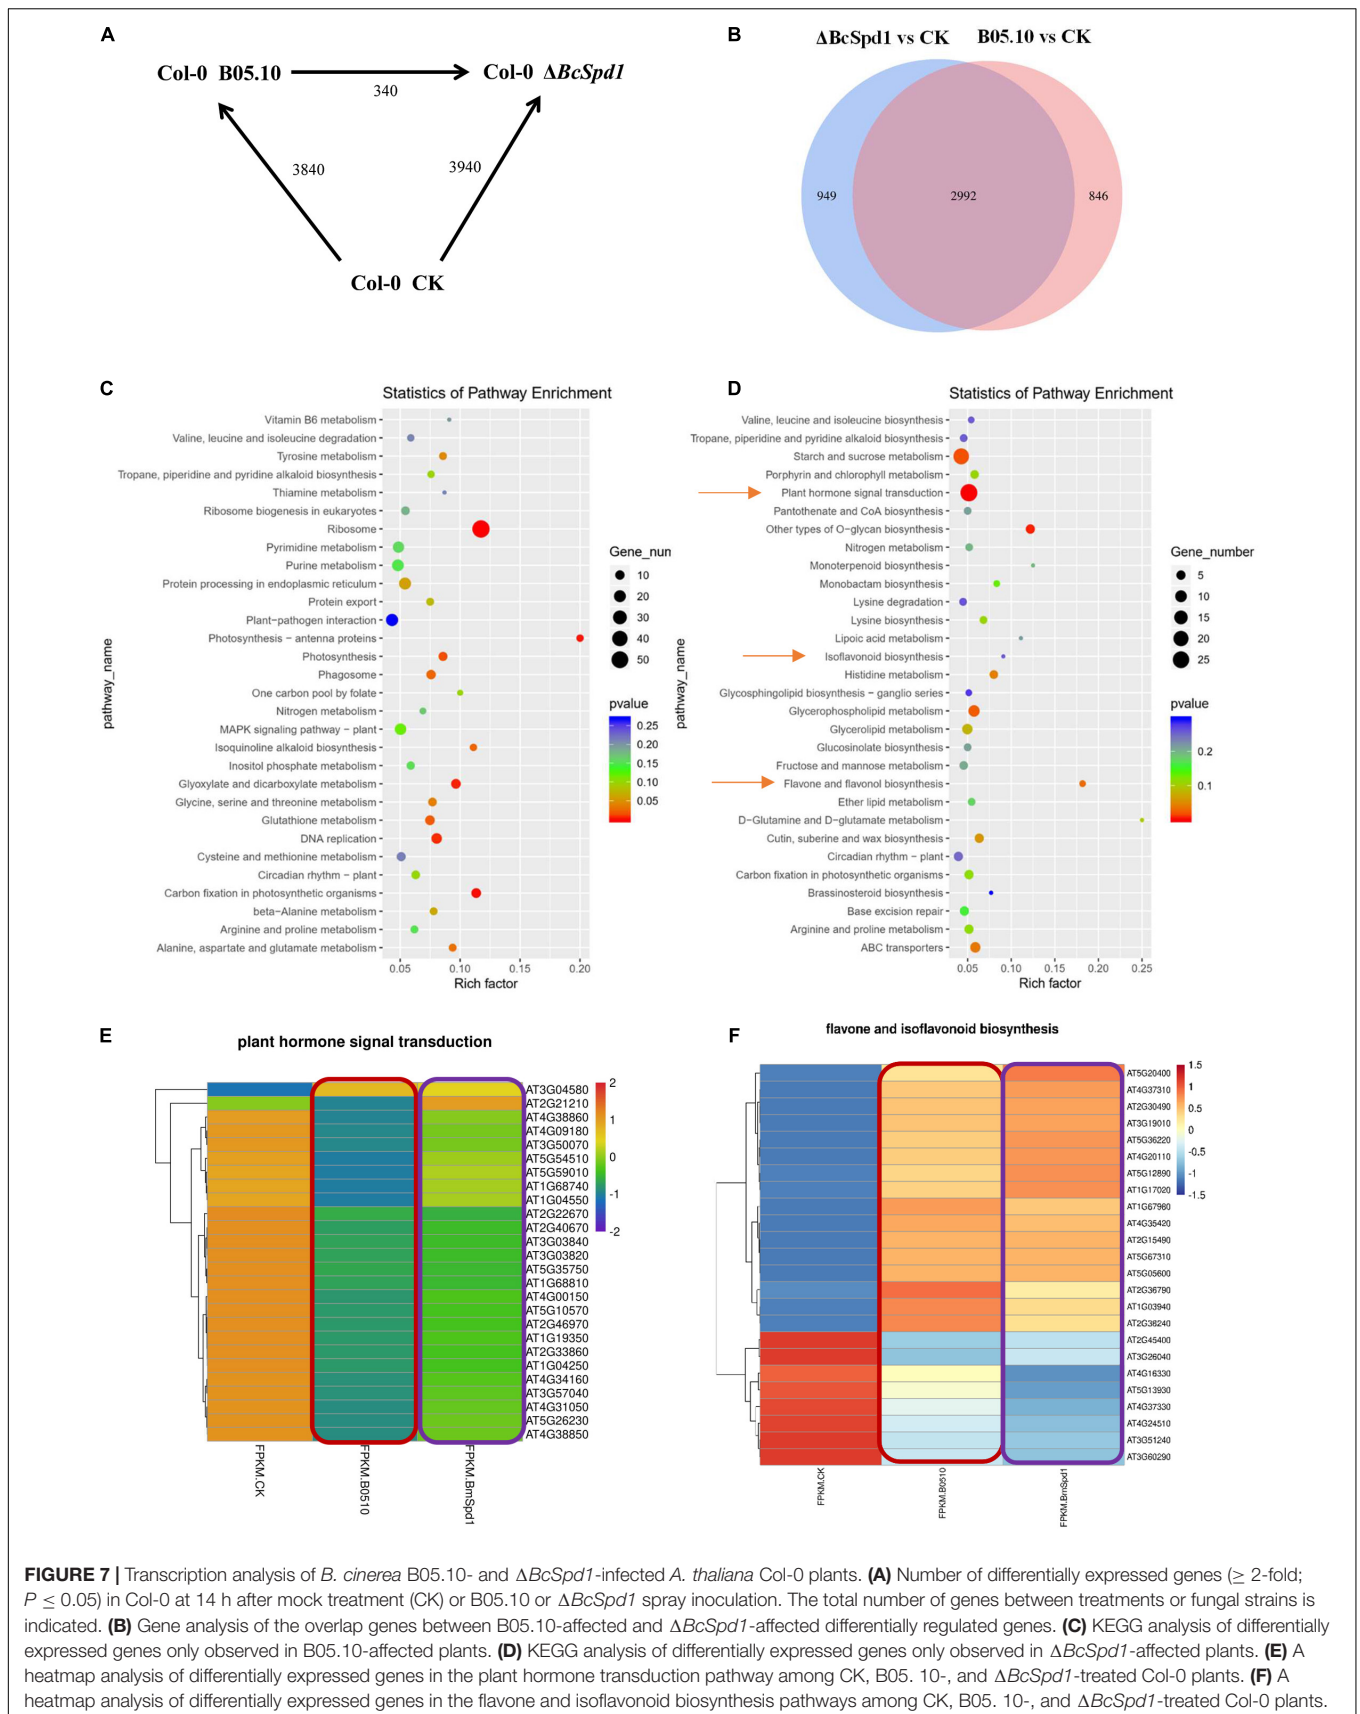 A
Col-0 B05.10
Col-0 ΔBcSpd1
340
3840
3940
Col-0 CK
B
ΔBcSpd1 vs CK
B05.10 vs CK
949
2992
846
C
Statistics of Pathway Enrichment
pathway_name
Vitamin B6 metabolism
Valine, leucine and isoleucine degradation
Tyrosine metabolism
Tropane, piperidine and pyridine alkaloid biosynthesis
Thiamine metabolism
Ribosome biogenesis in eukaryotes
Ribosome
Pyrimidine metabolism
Purine metabolism
Protein processing in endoplasmic reticulum
Protein export
Plant−pathogen interaction
Photosynthesis − antenna proteins
Photosynthesis
Phagosome
One carbon pool by folate
Nitrogen metabolism
MAPK signaling pathway − plant
Isoquinoline alkaloid biosynthesis
Inositol phosphate metabolism
Glyoxylate and dicarboxylate metabolism
Glycine, serine and threonine metabolism
Glutathione metabolism
DNA replication
Cysteine and methionine metabolism
Circadian rhythm − plant
Carbon fixation in photosynthetic organisms
beta−Alanine metabolism
Arginine and proline metabolism
Alanine, aspartate and glutamate metabolism
0.05 0.10 0.15 0.20
Rich factor
Gene_nun
10
20
30
40
50
pvalue
0.25
0.20
0.15
0.10
0.05
D
Statistics of Pathway Enrichment
pathway_name
Valine, leucine and isoleucine biosynthesis
Tropane, piperidine and pyridine alkaloid biosynthesis
Starch and sucrose metabolism
Porphyrin and chlorophyll metabolism
Plant hormone signal transduction
Pantothenate and CoA biosynthesis
Other types of O−glycan biosynthesis
Nitrogen metabolism
Monoterpenoid biosynthesis
Monobactam biosynthesis
Lysine degradation
Lysine biosynthesis
Lipoic acid metabolism
Isoflavonoid biosynthesis
Histidine metabolism
Glycosphingolipid biosynthesis − ganglio series
Glycerophospholipid metabolism
Glycerolipid metabolism
Glucosinolate biosynthesis
Fructose and mannose metabolism
Flavone and flavonol biosynthesis
Ether lipid metabolism
D−Glutamine and D−glutamate metabolism
Cutin, suberine and wax biosynthesis
Circadian rhythm − plant
Carbon fixation in photosynthetic organisms
Brassinosteroid biosynthesis
Base excision repair
Arginine and proline metabolism
ABC transporters
0.05 0.10 0.15 0.20 0.25
Rich factor
Gene_number
5
10
15
20
25
pvalue
0.2
0.1
E
plant hormone signal transduction
AT3G04580
AT2G21210
AT4G38860
AT4G09180
AT3G50070
AT5G54510
AT5G59010
AT1G68740
AT1G04550
AT2G22670
AT2G40670
AT3G03840
AT3G03820
AT5G35750
AT1G68810
AT4G00150
AT5G10570
AT2G46970
AT1G19350
AT2G33860
AT1G04250
AT4G34160
AT3G57040
AT4G31050
AT5G26230
AT4G38850
2
1
0
-1
-2
FPKM.CK
FPKM.B0510
FPKM.BmSpd1
F
flavone and isoflavonoid biosynthesis
AT5G20400
AT4G37310
AT2G30490
AT3G19010
AT5G36220
AT4G20110
AT5G12890
AT1G17020
AT1G67980
AT4G35420
AT2G15490
AT5G67310
AT5G05600
AT2G36790
AT1G03940
AT2G38240
AT2G45400
AT3G26040
AT4G16330
AT5G13930
AT4G37330
AT4G24510
AT3G51240
AT3G60290
1.5
1
0.5
0
-0.5
-1
-1.5
FPKM.CK
FPKM.B0510
FPKM.BmSpd1
FIGURE 7 | Transcription analysis of B. cinerea B05.10- and ΔBcSpd1-infected A. thaliana Col-0 plants. (A) Number of differentially expressed genes (≥ 2-fold;
P ≤ 0.05) in Col-0 at 14 h after mock treatment (CK) or B05.10 or ΔBcSpd1 spray inoculation. The total number of genes between treatments or fungal strains is
indicated. (B) Gene analysis of the overlap genes between B05.10-affected and ΔBcSpd1-affected differentially regulated genes. (C) KEGG analysis of differentially
expressed genes only observed in B05.10-affected plants. (D) KEGG analysis of differentially expressed genes only observed in ΔBcSpd1-affected plants. (E) A
heatmap analysis of differentially expressed genes in the plant hormone transduction pathway among CK, B05. 10-, and ΔBcSpd1-treated Col-0 plants. (F) A
heatmap analysis of differentially expressed genes in the flavone and isoflavonoid biosynthesis pathways among CK, B05. 10-, and ΔBcSpd1-treated Col-0 plants.